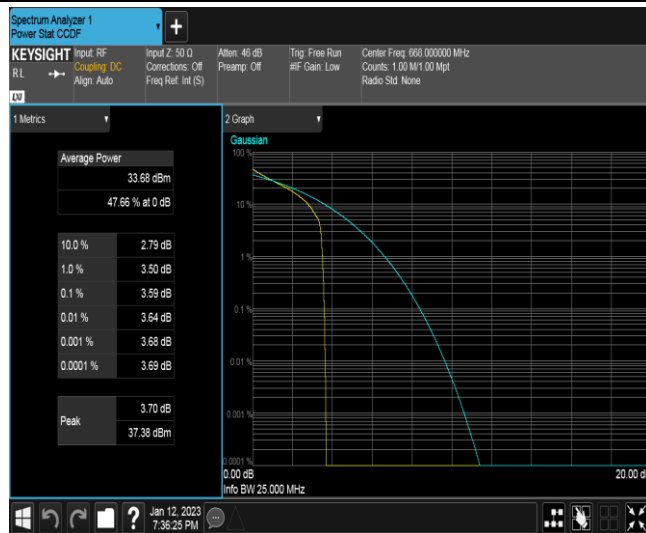 Spectrum Analyzer 1
Power Stat CCDF
+
KEYSIGHT
RL
Input: RF
Coupling: DC
Align: Auto
Input Z: 50 Ω
Corrections: Off
Freq Ref: Int (S)
Atten: 46 dB
Preamp: Off
Trig: Free Run
#IF Gain: Low
Center Freq: 668.000000 MHz
Counts: 1.00 M/1.00 Mpt
Radio Std: None
1 Metrics
Average Power
33.68 dBm
47.66 % at 0 dB
10.0 % 2.79 dB
1.0 % 3.50 dB
0.1 % 3.59 dB
0.01 % 3.64 dB
0.001 % 3.68 dB
0.0001 % 3.69 dB
Peak
3.70 dB
37.38 dBm
2 Graph
Gaussian
100 %
10 %
1 %
0.1 %
0.01 %
0.001 %
0.0001 %
0.00 dB
20.00 d
Info BW 25.000 MHz
?
Jan 12, 2023
7:36:25 PM